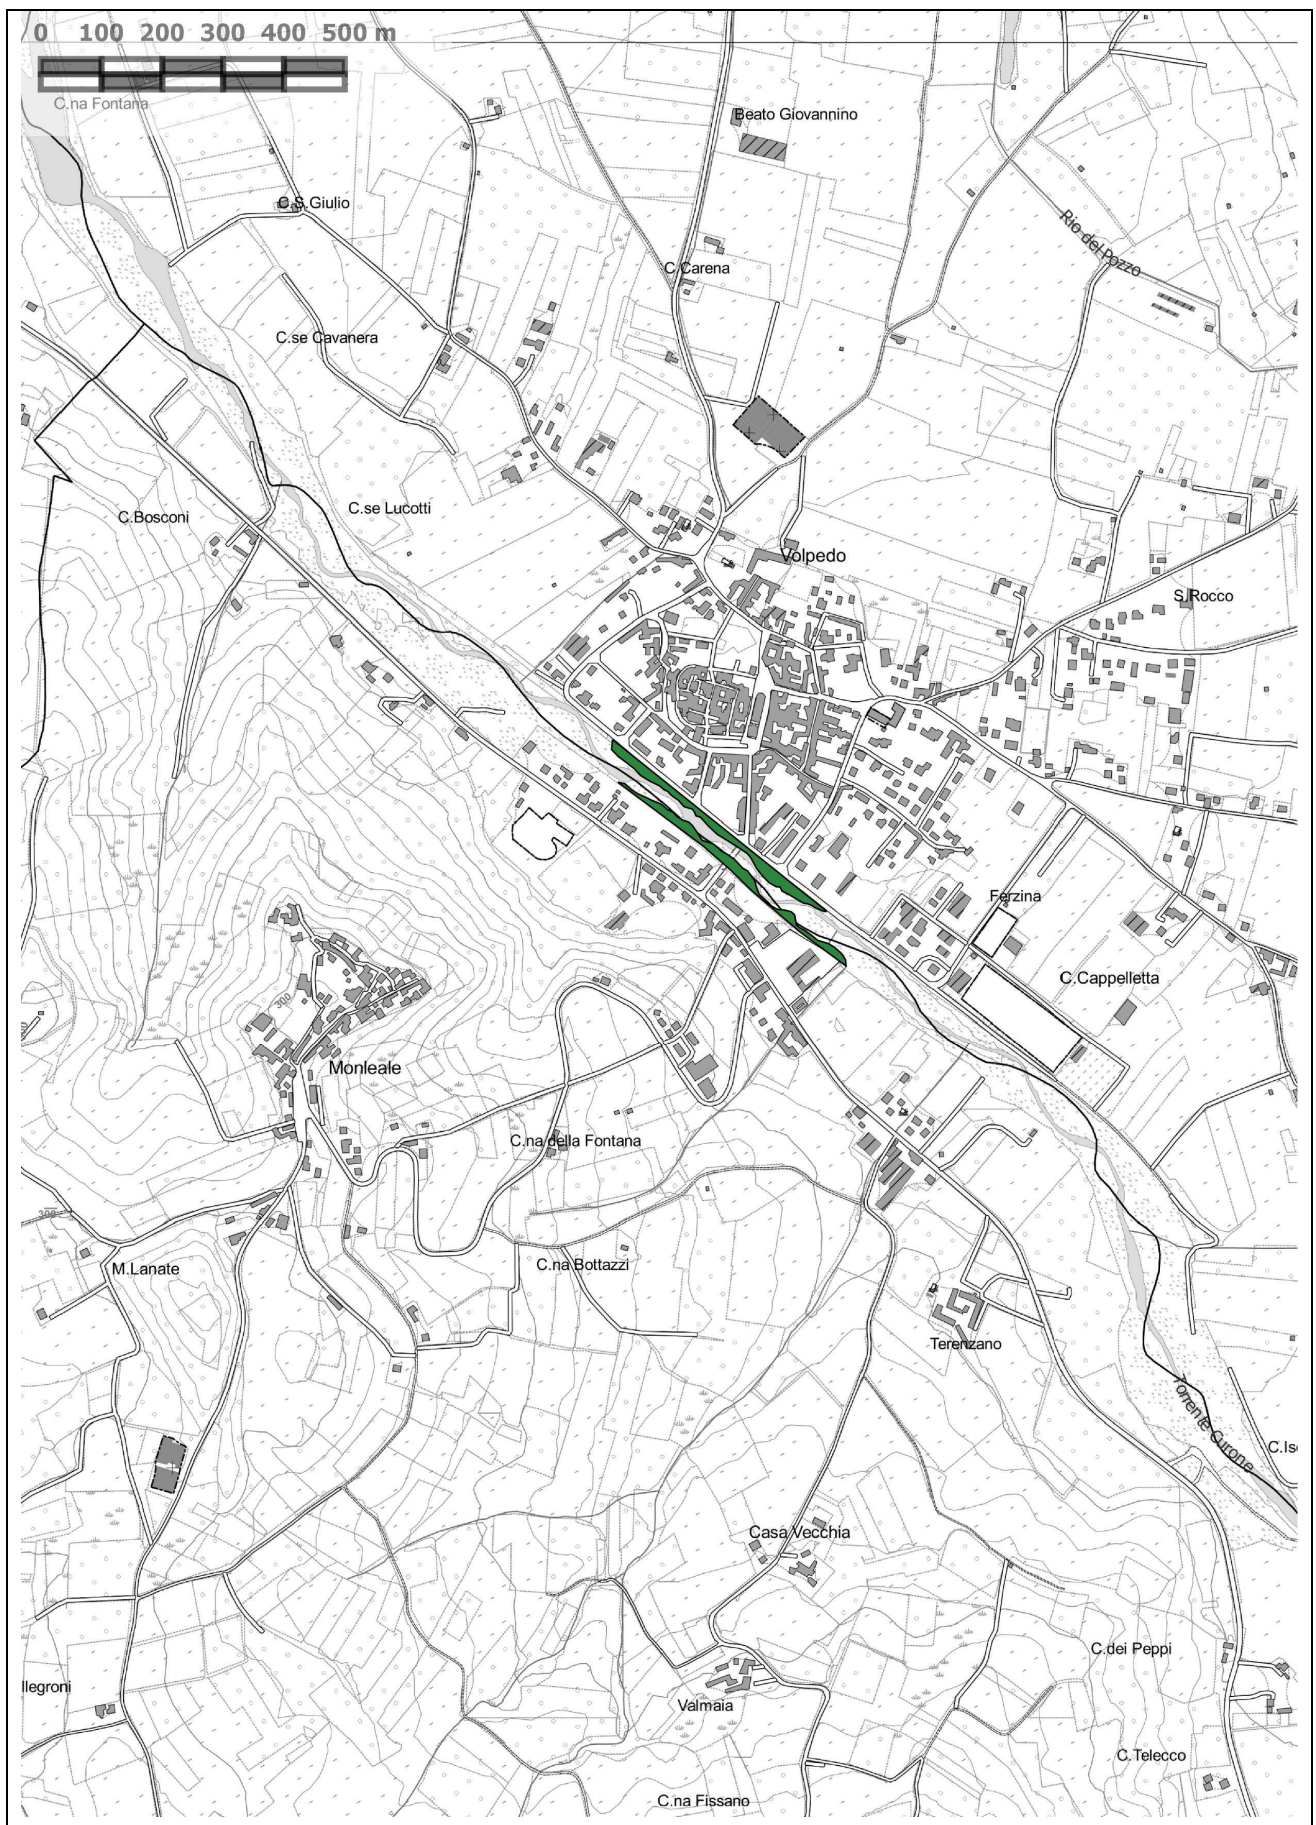 0 100 200 300 400 500 m
C.na Fontana
Beato Giovannino
C.S.Giulio
Rio del Pozzo
C.Carena
C.se Cavanera
C.se Lucotti
C.Bosconi
Volpedo
S.Rocco
Ferzina
C.Cappelletta
300
Monleale
C.na della Fontana
300
M.Lanate
C.na Bottazzi
Terenzano
Torrente Curone
C.Is
Casa Vecchia
C.dei Peppi
llegroni
Valmaia
C.Telecco
C.na Fissano